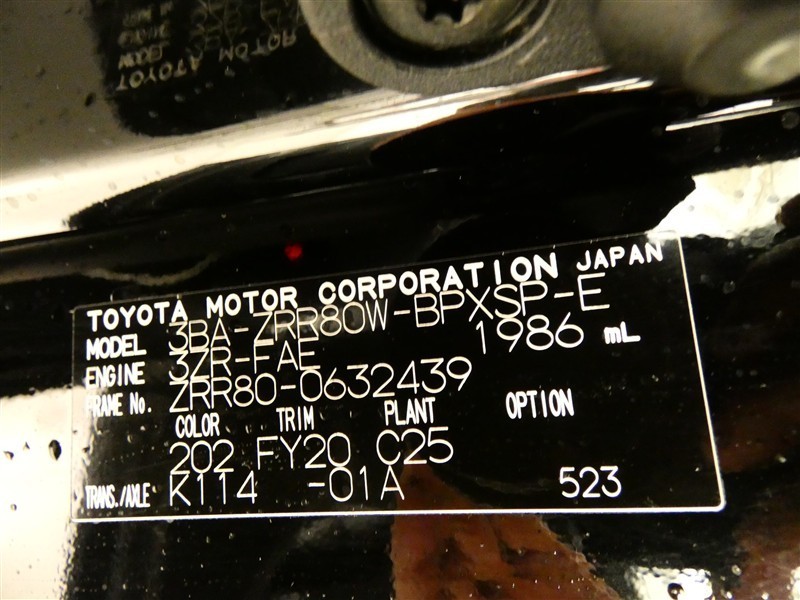 TOYOTA MOTOR CORPORATION JAPAN
MODEL 3BA-ZRR80W-BPXSP-E
ENGINE 3ZR-FAE 1986 mL
FRAME No. ZRR80-0632439
COLOR TRIM PLANT OPTION
202 FY20 C25
TRANS./AXLE K114 -01A 523